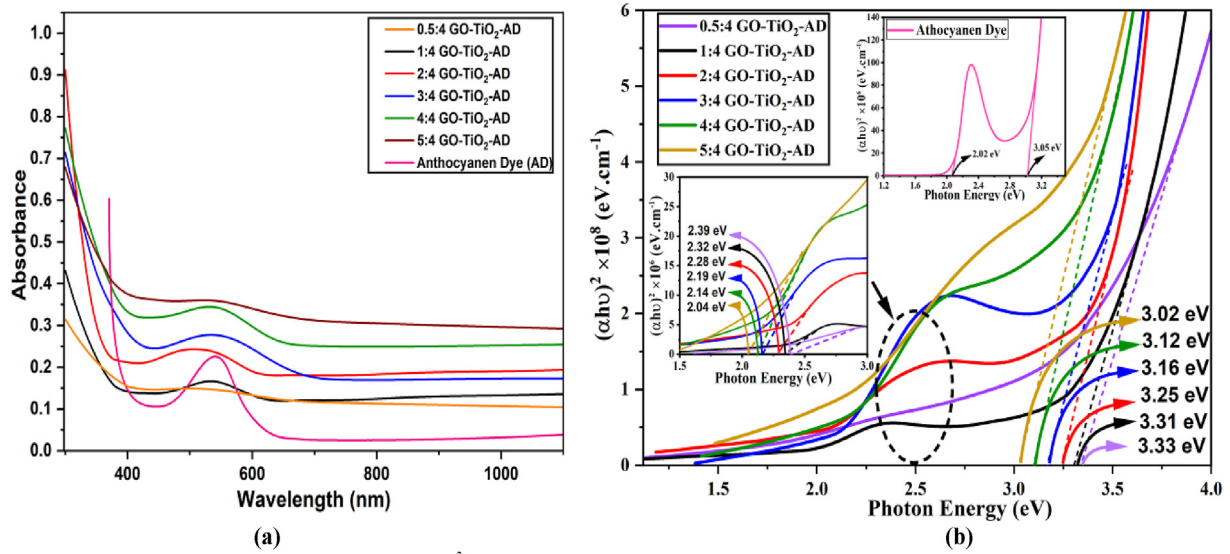 0.5:4 GO-TiO2-AD
1:4 GO-TiO2-AD
2:4 GO-TiO2-AD
3:4 GO-TiO2-AD
4:4 GO-TiO2-AD
5:4 GO-TiO2-AD
Anthocyanen Dye (AD)
1.0
0.9
0.8
0.7
0.6
0.5
0.4
0.3
0.2
0.1
0.0
Absorbance
400 600 800 1000
Wavelength (nm)
(a)
0.5:4 GO-TiO2-AD
1:4 GO-TiO2-AD
2:4 GO-TiO2-AD
3:4 GO-TiO2-AD
4:4 GO-TiO2-AD
5:4 GO-TiO2-AD
8
6
5
4
3
2
1
0
(αhυ)2 ×10⁸ (eV.cm-1)
Athocyanen Dye
140
120
100
80
60
40
20
0
(αhυ)2 ×10⁶ (eV.cm-1)
2.02 eV
3.05 eV
1.2 1.6 2.0 2.4 2.8 3.2
Photon Energy (eV)
30
25
20
15
10
5
0
(αhυ)2 ×10⁶ (eV.cm-1)
2.39 eV
2.32 eV
2.28 eV
2.19 eV
2.14 eV
2.04 eV
1.5 2.0 2.5 3.0
Photon Energy (eV)
3.02 eV
3.12 eV
3.16 eV
3.25 eV
3.31 eV
3.33 eV
1.5 2.0 2.5 3.0 3.5 4.0
Photon Energy (eV)
(b)